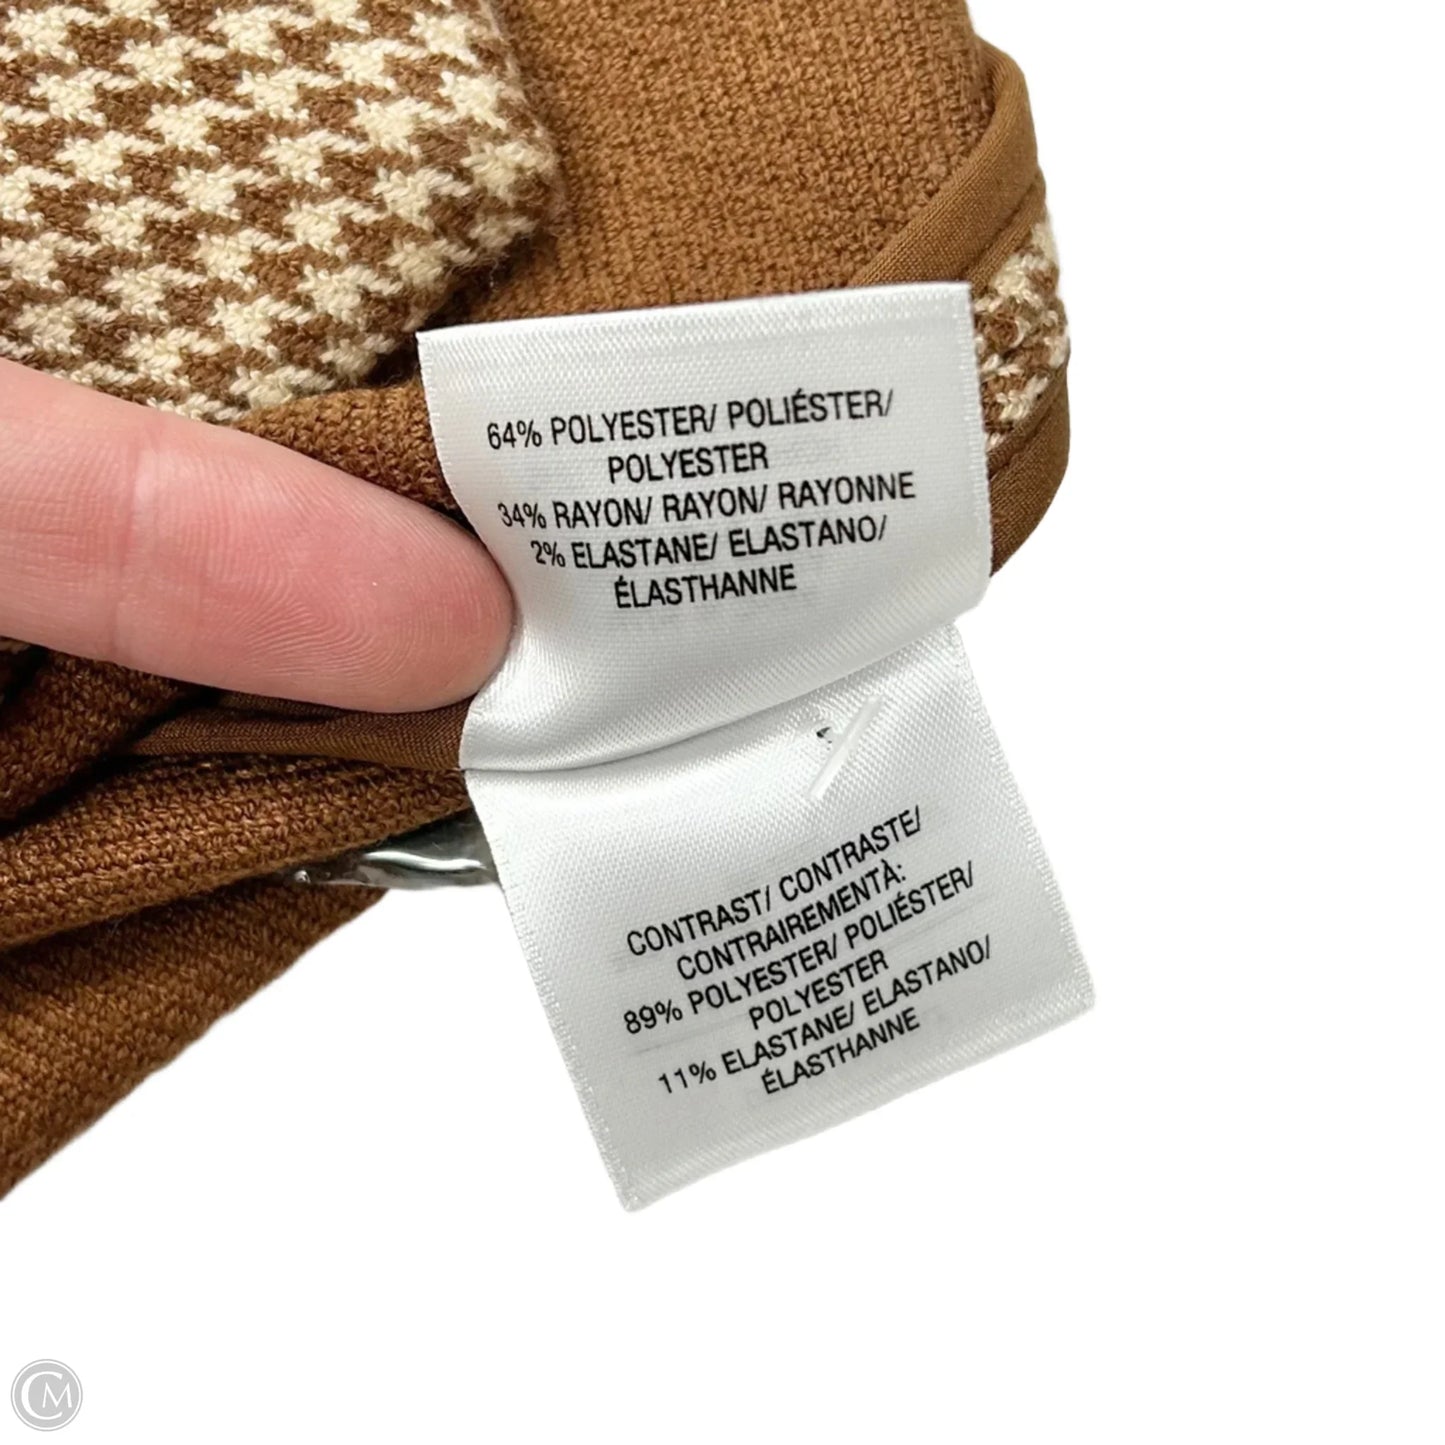 64% POLYESTER/ POLIÉSTER/
POLYESTER
34% RAYON/ RAYON/ RAYONNE
2% ELASTANE/ ELASTANO/
ÉLASTHANNE
CONTRAST/ CONTRASTE/
CONTRAIREMENTÀ:
89% POLYESTER/ POLIÉSTER/
POLYESTER
11% ELASTANE/ ELASTANO/
ÉLASTHANNE
CM